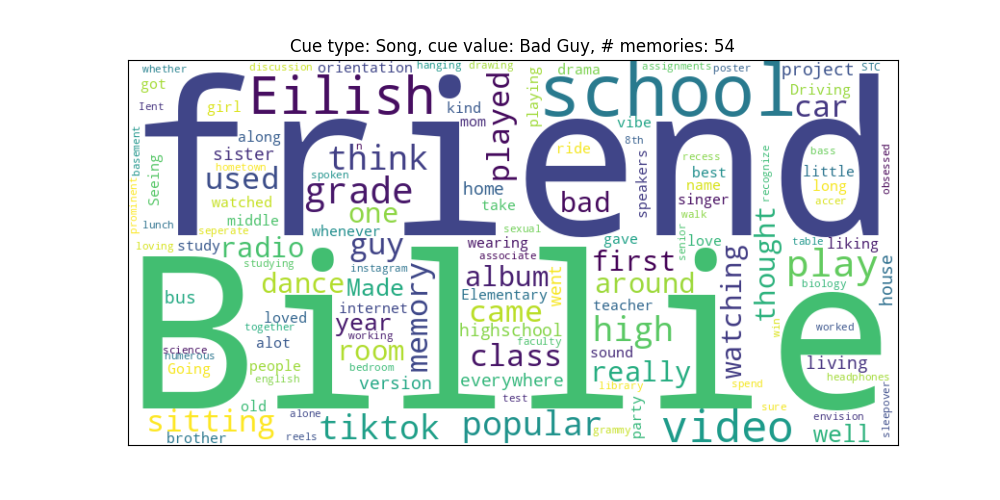 Cue type: Song, cue value: Bad Guy, # memories: 54
whether discussion orientation hanging drawing drama assignments poster project STC
got Eilish played playing school Driving
Ient girl kind mom car
friend
basement along vibe 8th speakers bass obsessed
sister think n ride recess recognize little
hometown spoken best
Seeing used grade home bad name long
watched one take singer accer
prominent middle walk
lunch seperate whenever sexual
loving study radio guy wearing gave senior love thought table liking
studying associate first watching play house
Billie
instagram memory album went around biology
bus dance Made Elementary teacher
internet came
together loved year highschool high win worked
alot working faculty
science room class sound living
numerous people bedroom really headphones
Going english version everywhere library spend
test
old alone party sure envision sleepover
sitting tiktok popular video well
brother reels grammy